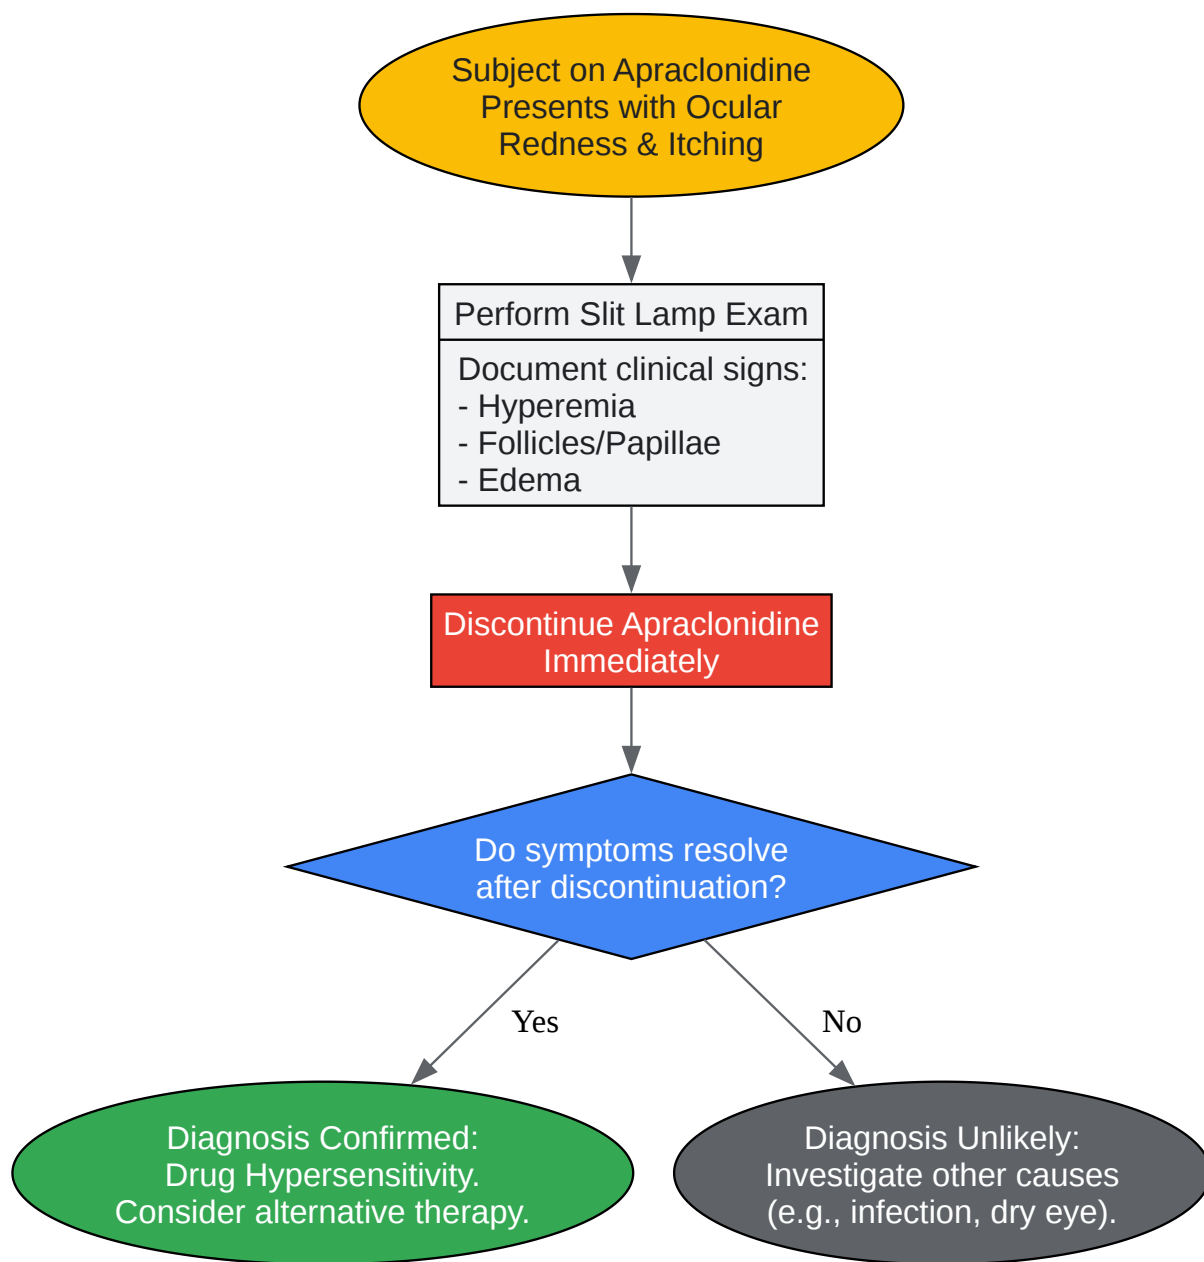 Subject on Apraclonidine
Presents with Ocular
Redness & Itching
Perform Slit Lamp Exam
Document clinical signs:
- Hyperemia
- Follicles/Papillae
- Edema
Discontinue Apraclonidine
Immediately
Do symptoms resolve
after discontinuation?
Yes
No
Diagnosis Confirmed:
Drug Hypersensitivity.
Consider alternative therapy.
Diagnosis Unlikely:
Investigate other causes
(e.g., infection, dry eye).